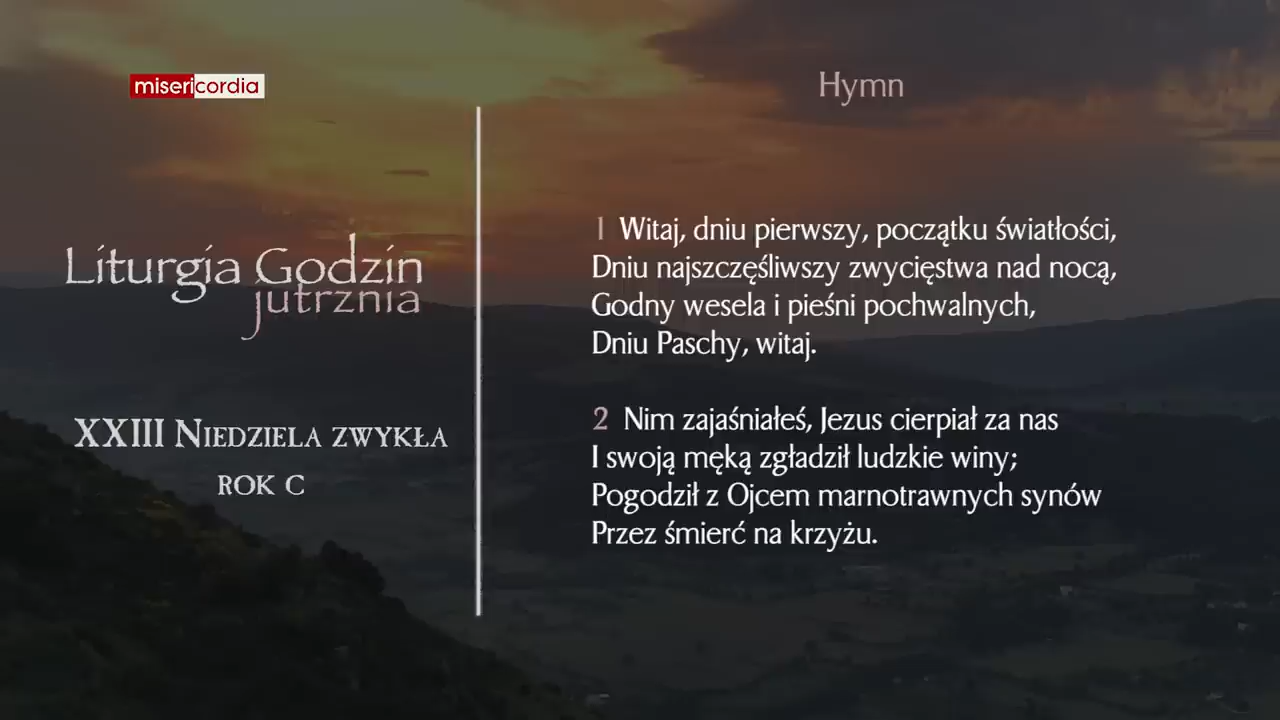 misericordia
Liturgia Godzin
jutrznia
XXIII Niedziela zwykła
rok C
Hymn
1 Witaj, dniu pierwszy, początku światłości,
Dniu najszczęśliwszy zwycięstwa nad nocą,
Godny wesela i pieśni pochwalnych,
Dniu Paschy, witaj.
2 Nim zajaśniałeś, Jezus cierpiał za nas
I swoją męką zgładził ludzkie winy;
Pogodził z Ojcem marnotrawnych synów
Przez śmierć na krzyżu.